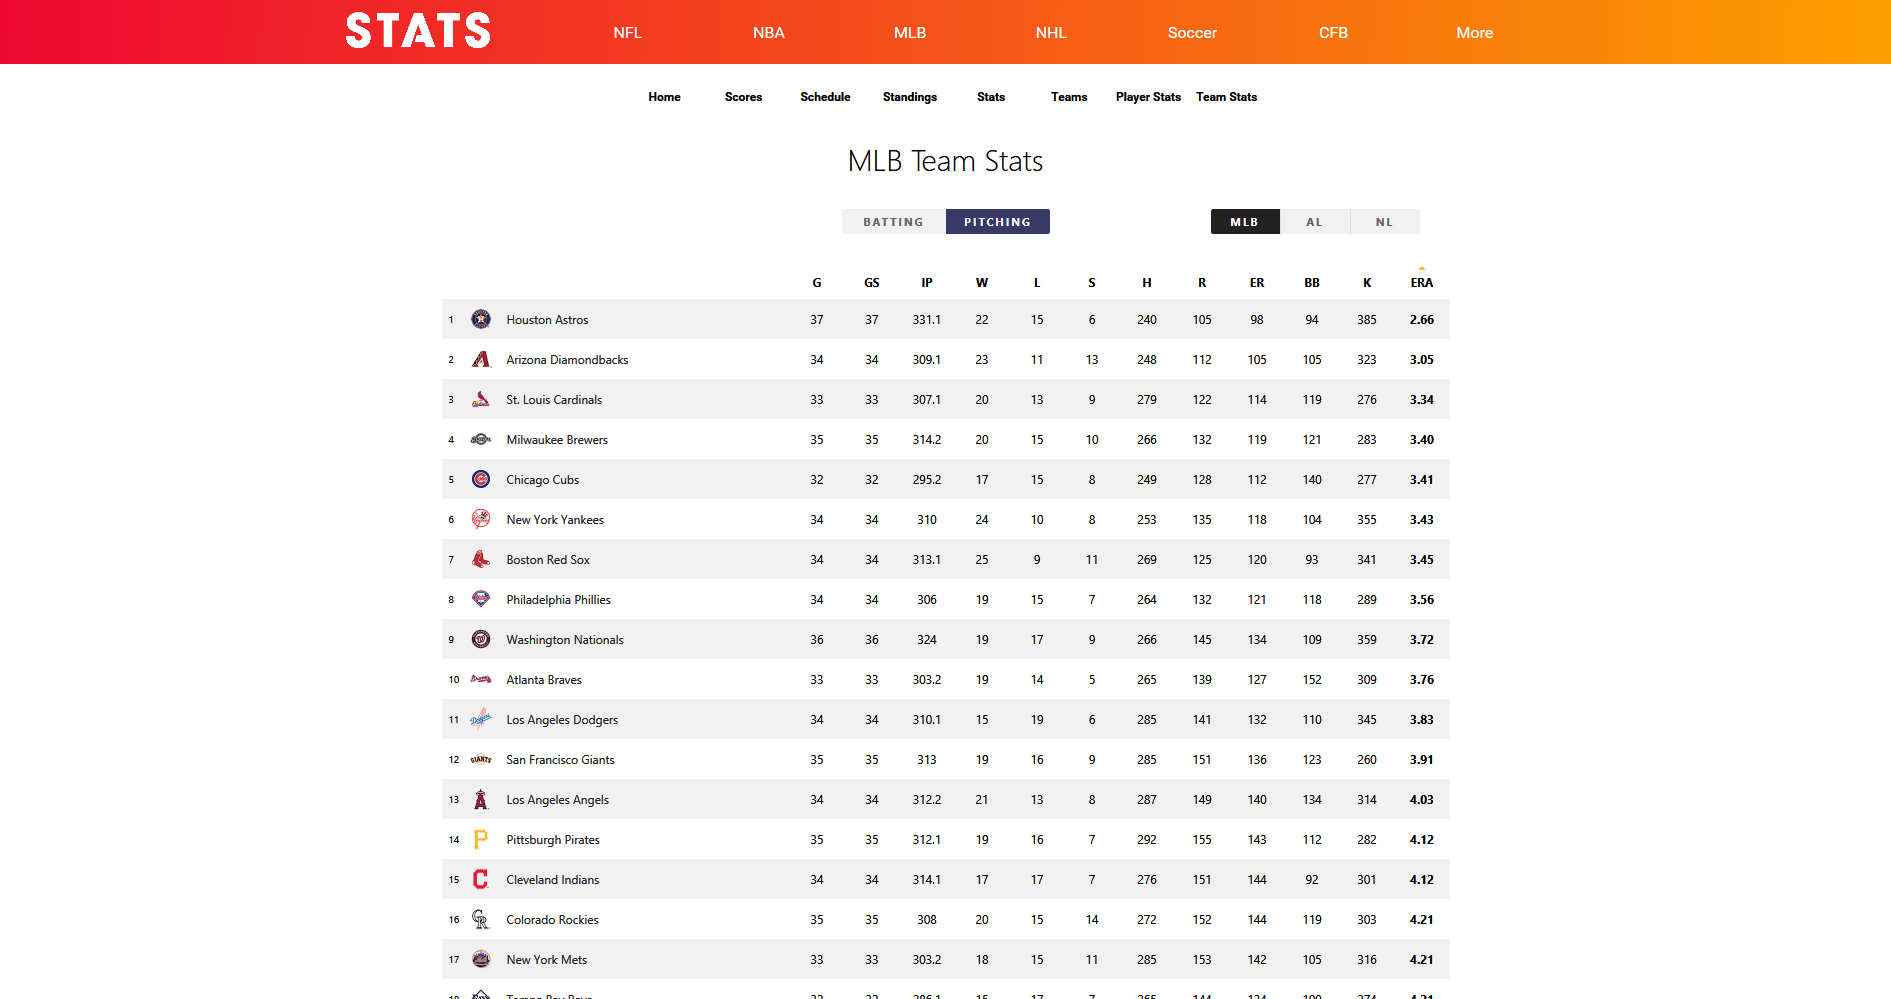 STATS NFL NBA MLB NHL Soccer CFB More
Home Scores Schedule Standings Stats Teams Player Stats Team Stats
MLB Team Stats
BATTING PITCHING MLB AL NL
G GS IP W L S H R ER BB K ERA
1 Houston Astros 37 37 331.1 22 15 6 240 105 98 94 385 2.66
2 Arizona Diamondbacks 34 34 309.1 23 11 13 248 112 105 105 323 3.05
3 St. Louis Cardinals 33 33 307.1 20 13 9 279 122 114 119 276 3.34
4 Milwaukee Brewers 35 35 314.2 20 15 10 266 132 119 121 283 3.40
5 Chicago Cubs 32 32 295.2 17 15 8 249 128 112 140 277 3.41
6 New York Yankees 34 34 310 24 10 8 253 135 118 104 355 3.43
7 Boston Red Sox 34 34 313.1 25 9 11 269 125 120 93 341 3.45
8 Philadelphia Phillies 34 34 306 19 15 7 264 132 121 118 289 3.56
9 Washington Nationals 36 36 324 19 17 9 266 145 134 109 359 3.72
10 Atlanta Braves 33 33 303.2 19 14 5 265 139 127 152 309 3.76
11 Los Angeles Dodgers 34 34 310.1 15 19 6 285 141 132 110 345 3.83
12 San Francisco Giants 35 35 313 19 16 9 285 151 136 123 260 3.91
13 Los Angeles Angels 34 34 312.2 21 13 8 287 149 140 134 314 4.03
14 Pittsburgh Pirates 35 35 312.1 19 16 7 292 155 143 112 282 4.12
15 Cleveland Indians 34 34 314.1 17 17 7 276 151 144 92 301 4.12
16 Colorado Rockies 35 35 308 20 15 14 272 152 144 119 303 4.21
17 New York Mets 33 33 303.2 18 15 11 285 153 142 105 316 4.21